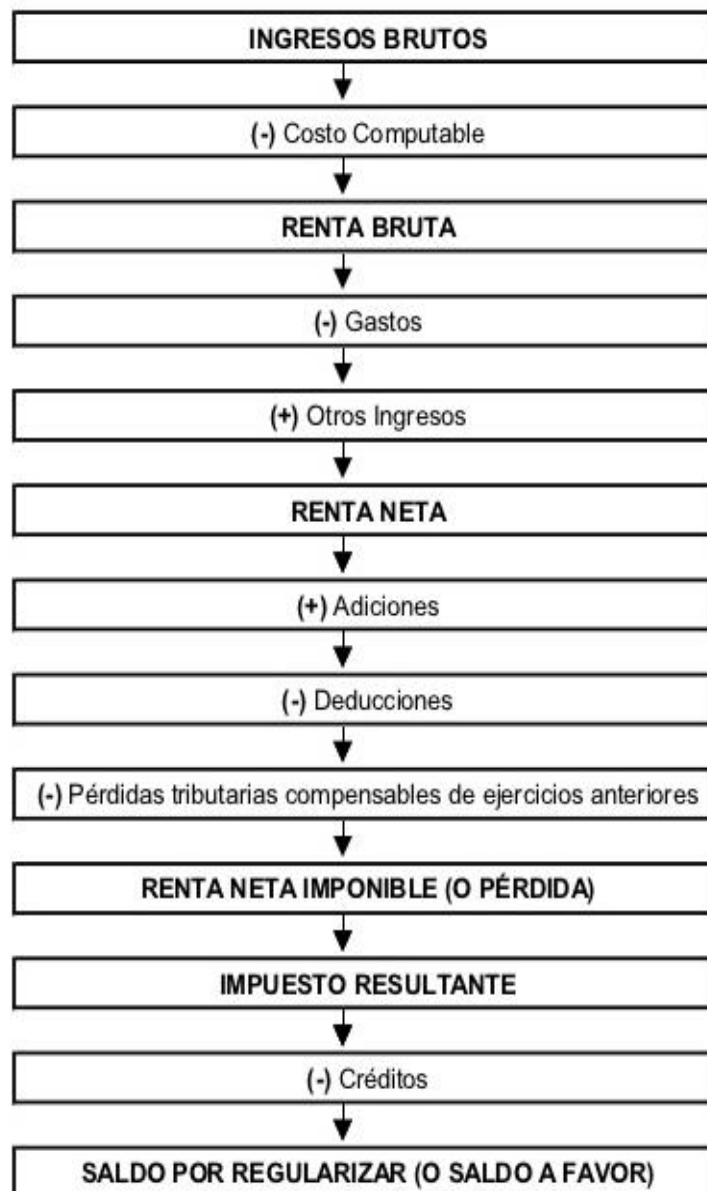 INGRESOS BRUTOS
(-) Costo Computable
RENTA BRUTA
(-) Gastos
(+) Otros Ingresos
RENTA NETA
(+) Adiciones
(-) Deducciones
(-) Pérdidas tributarias compensables de ejercicios anteriores
RENTA NETA IMPONIBLE (O PÉRDIDA)
IMPUESTO RESULTANTE
(-) Créditos
SALDO POR REGULARIZAR (O SALDO A FAVOR)